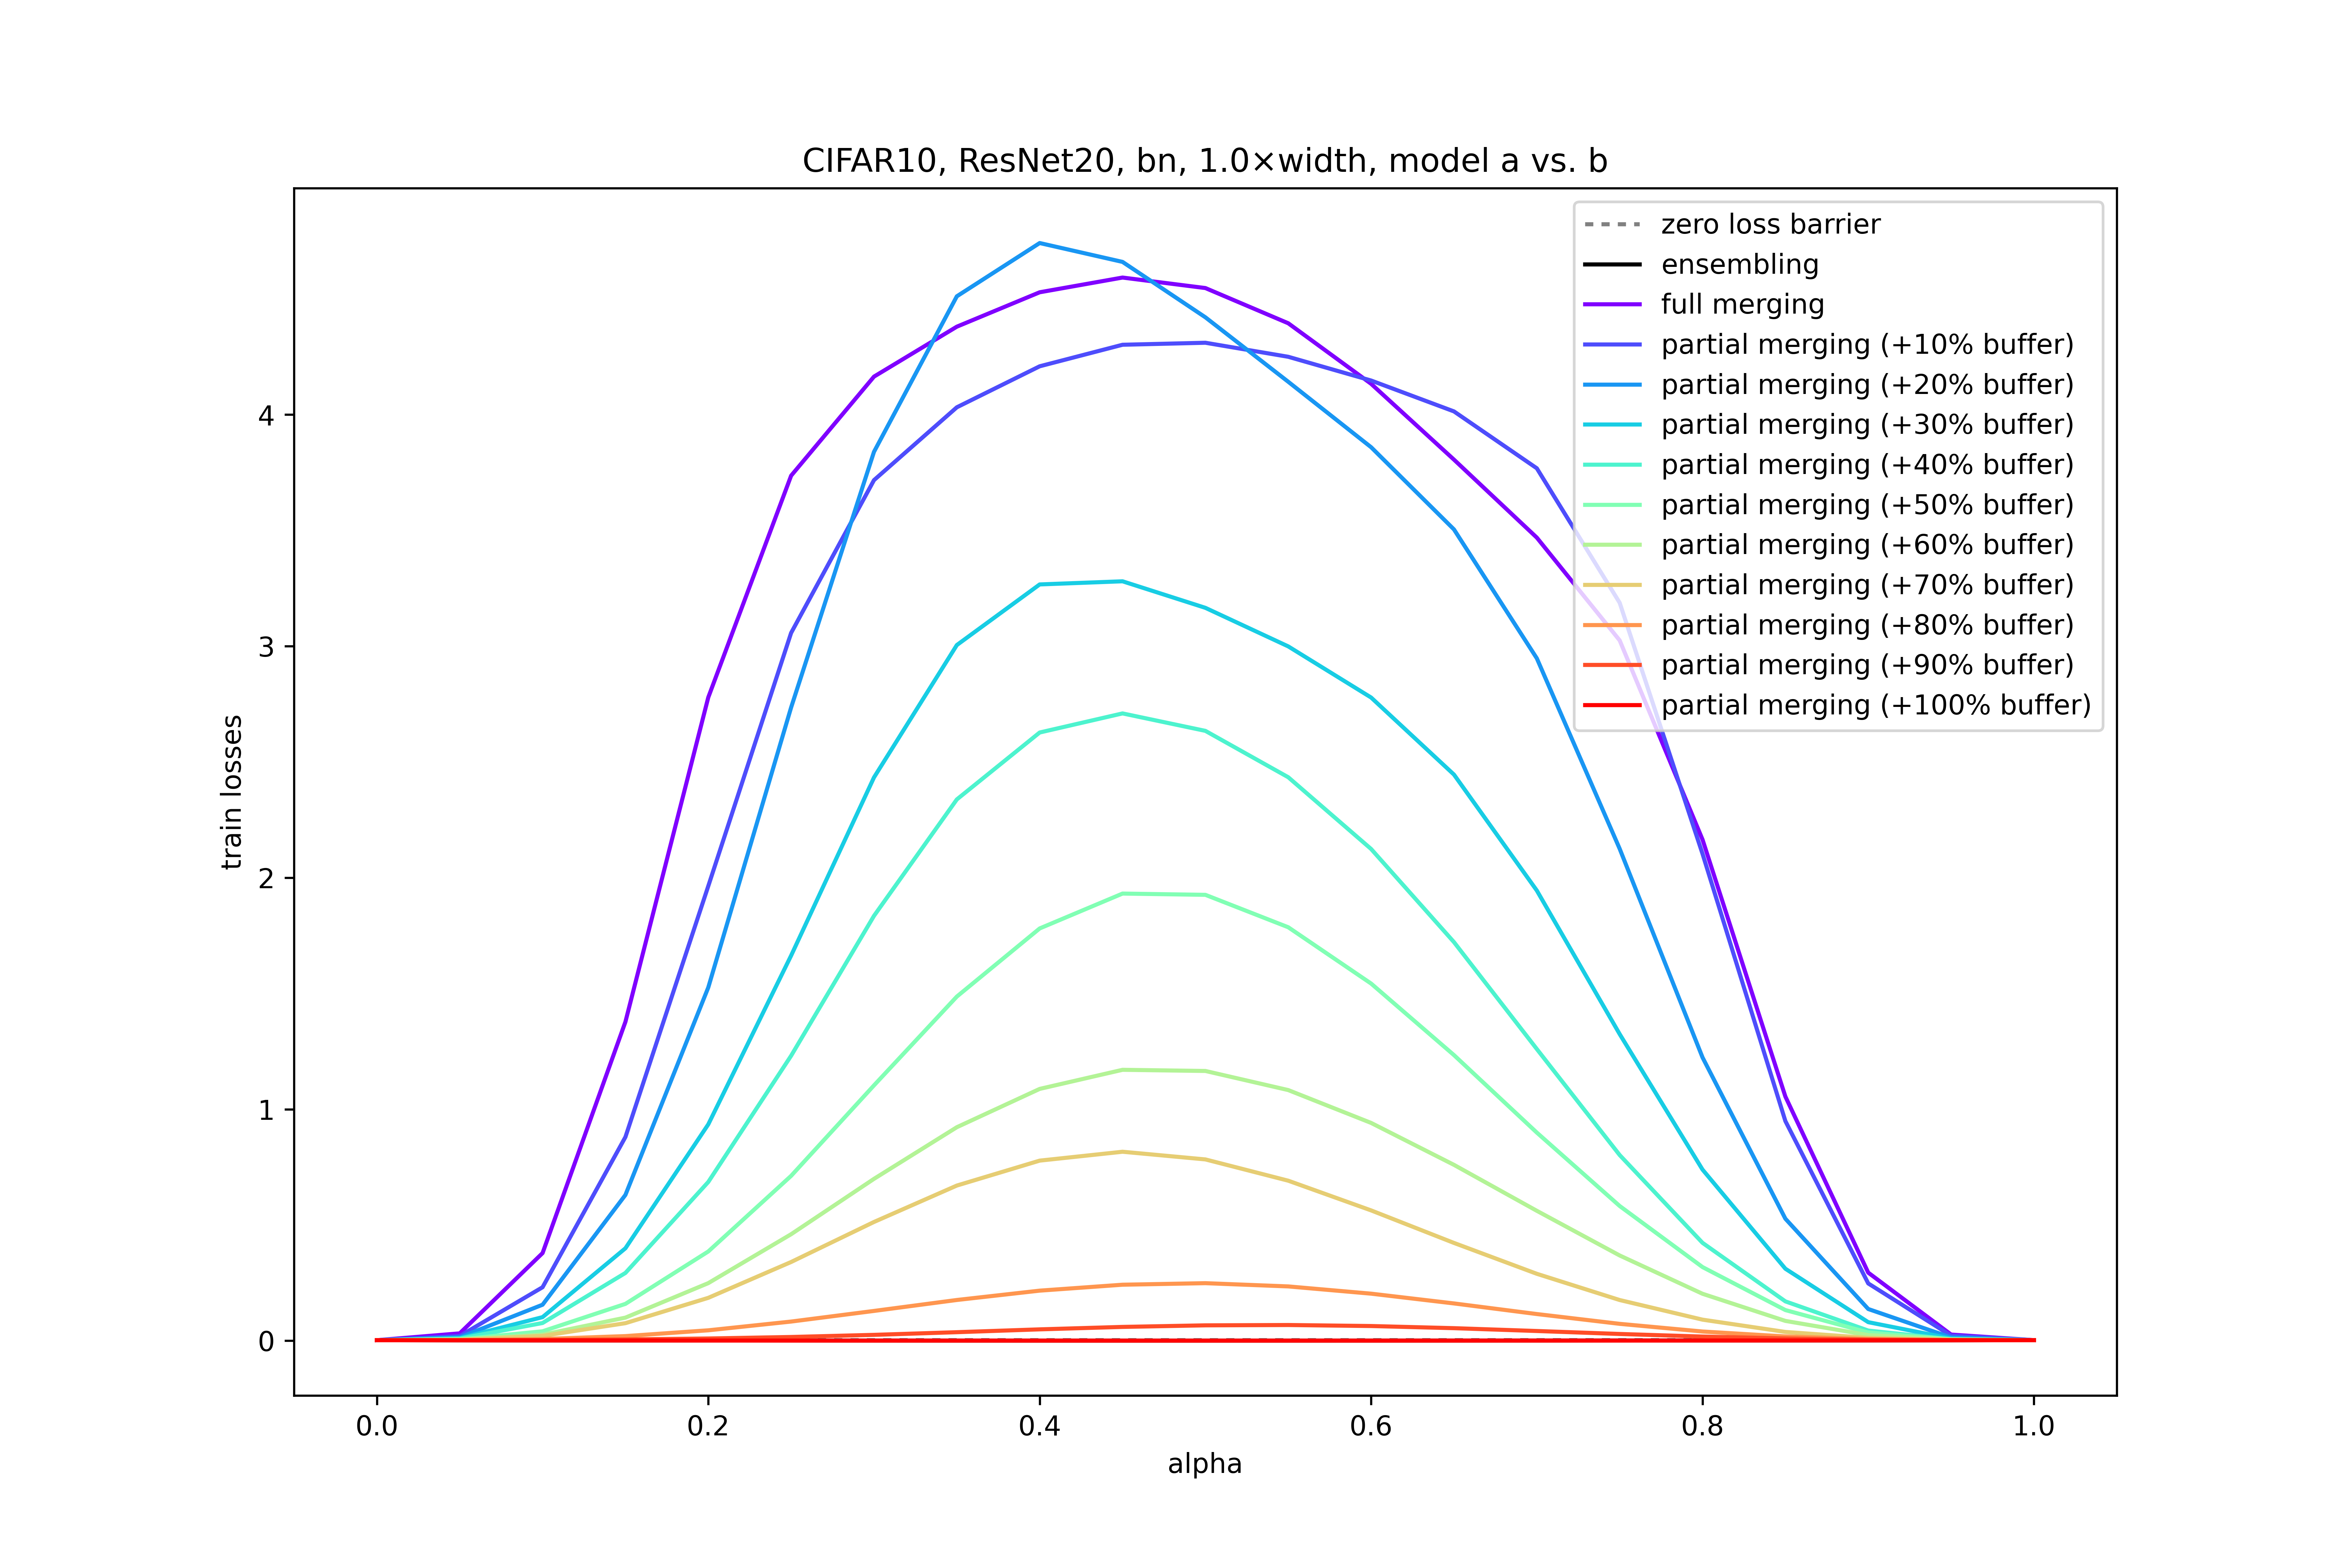 CIFAR10, ResNet20, bn, 1.0×width, model a vs. b
zero loss barrier
ensembling
full merging
partial merging (+10% buffer)
partial merging (+20% buffer)
partial merging (+30% buffer)
partial merging (+40% buffer)
partial merging (+50% buffer)
partial merging (+60% buffer)
partial merging (+70% buffer)
partial merging (+80% buffer)
partial merging (+90% buffer)
partial merging (+100% buffer)
train losses
4
3
2
1
0
0.0 0.2 0.4 0.6 0.8 1.0
alpha